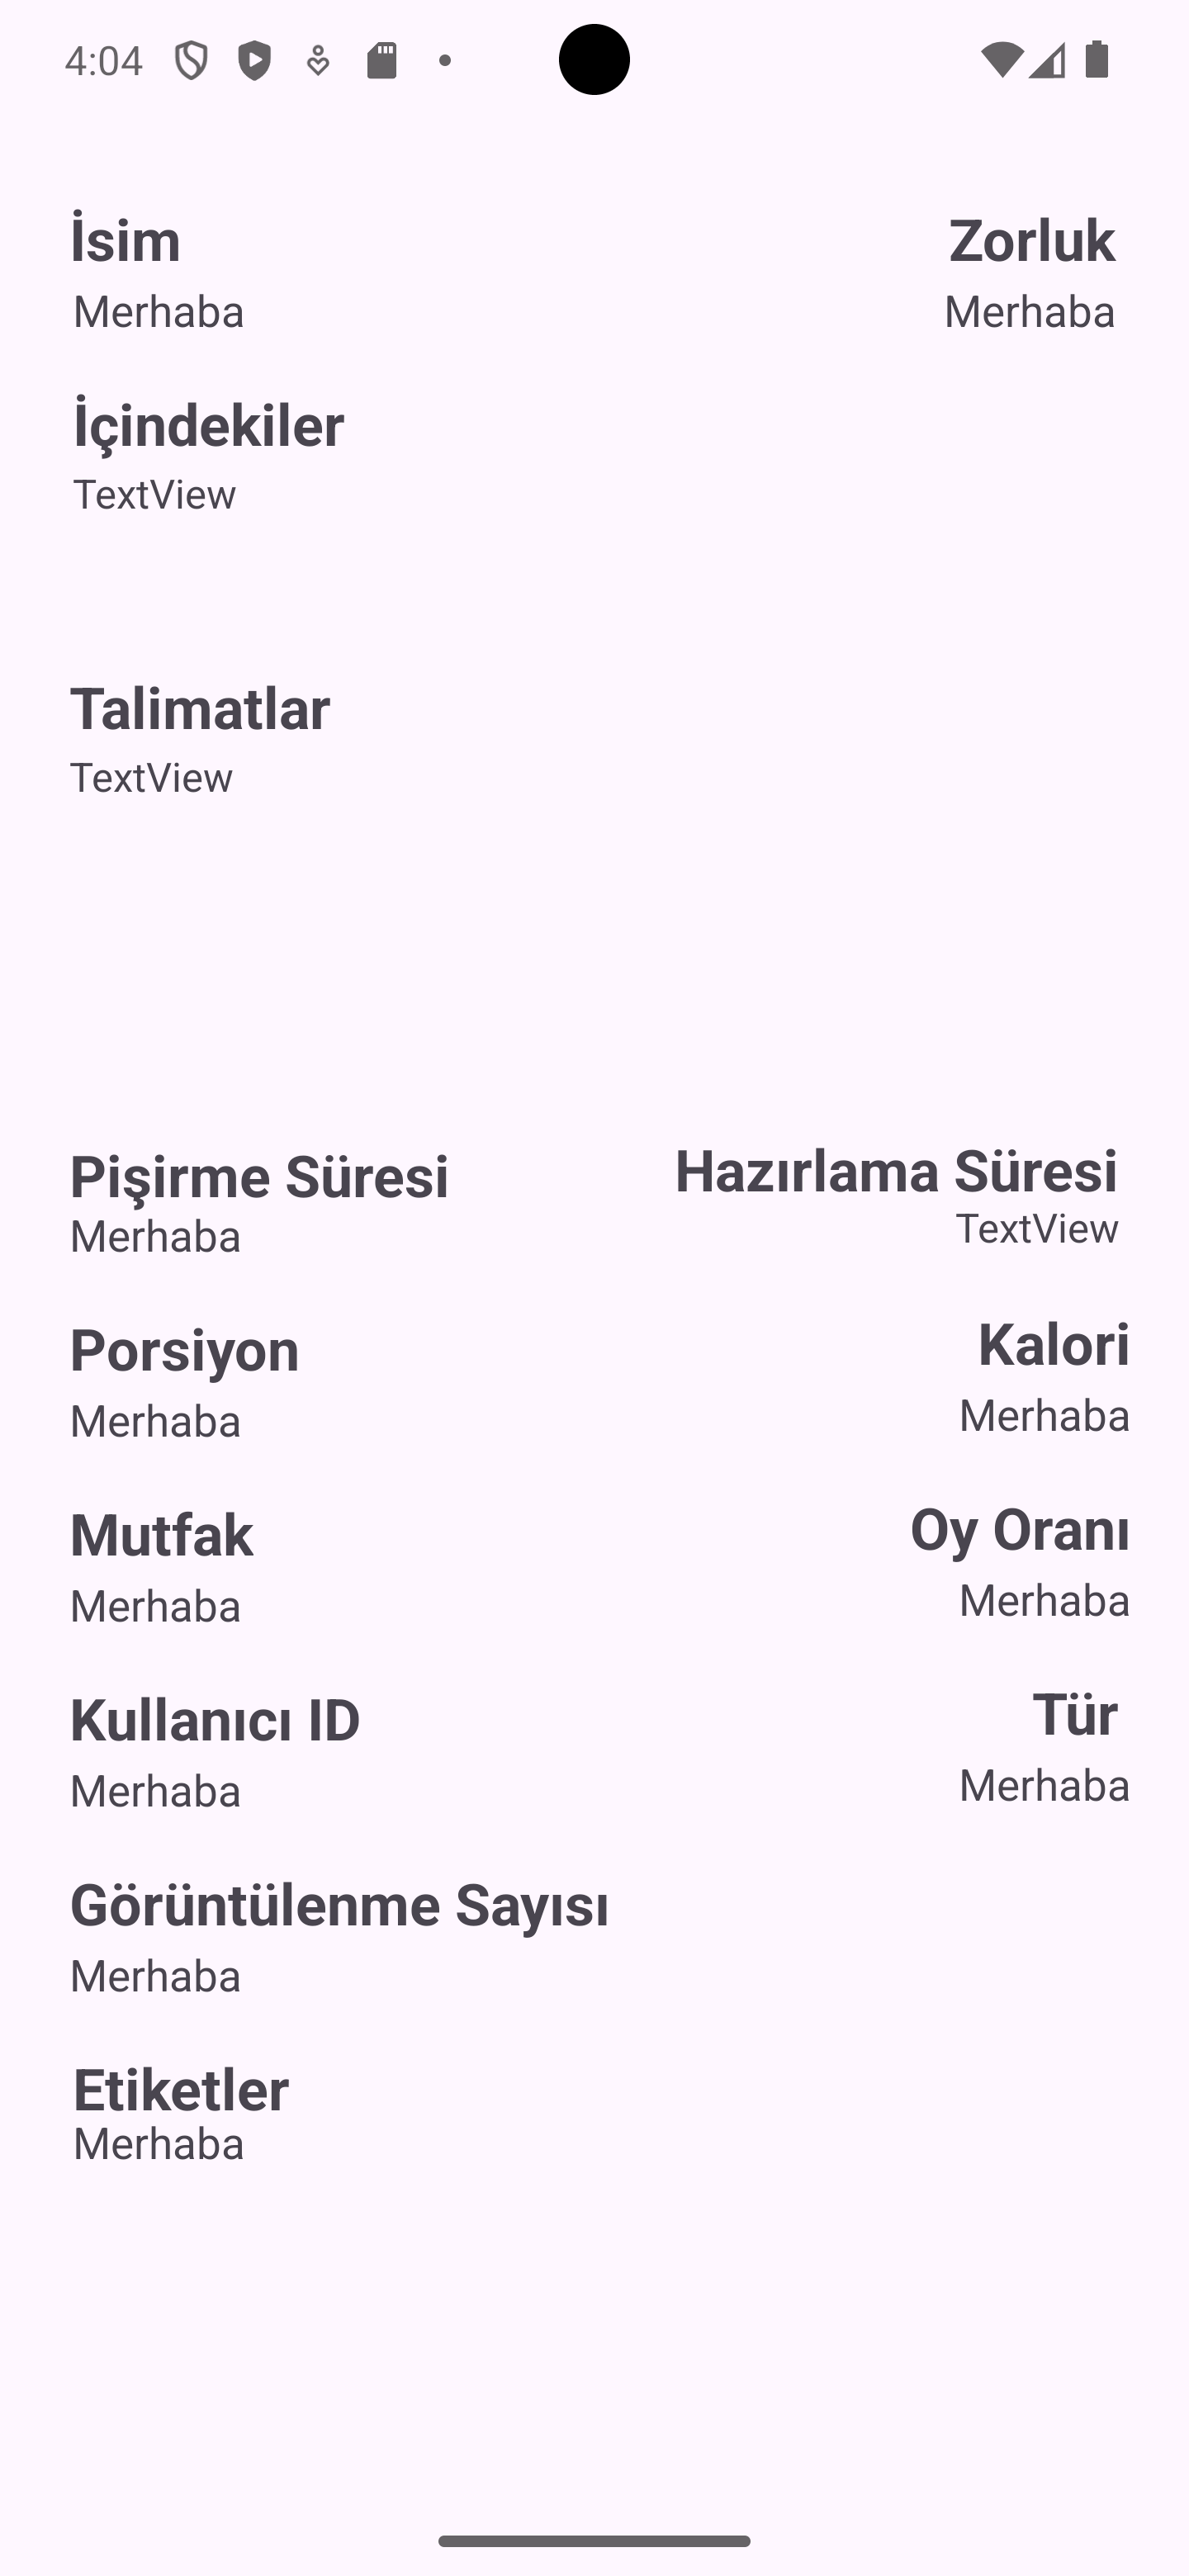 4:04
İsim
Zorluk
Merhaba
Merhaba
İçindekiler
TextView
Talimatlar
TextView
Pişirme Süresi
Hazırlama Süresi
Merhaba
TextView
Porsiyon
Kalori
Merhaba
Merhaba
Mutfak
Oy Oranı
Merhaba
Merhaba
Kullanıcı ID
Tür
Merhaba
Merhaba
Görüntülenme Sayısı
Merhaba
Etiketler
Merhaba